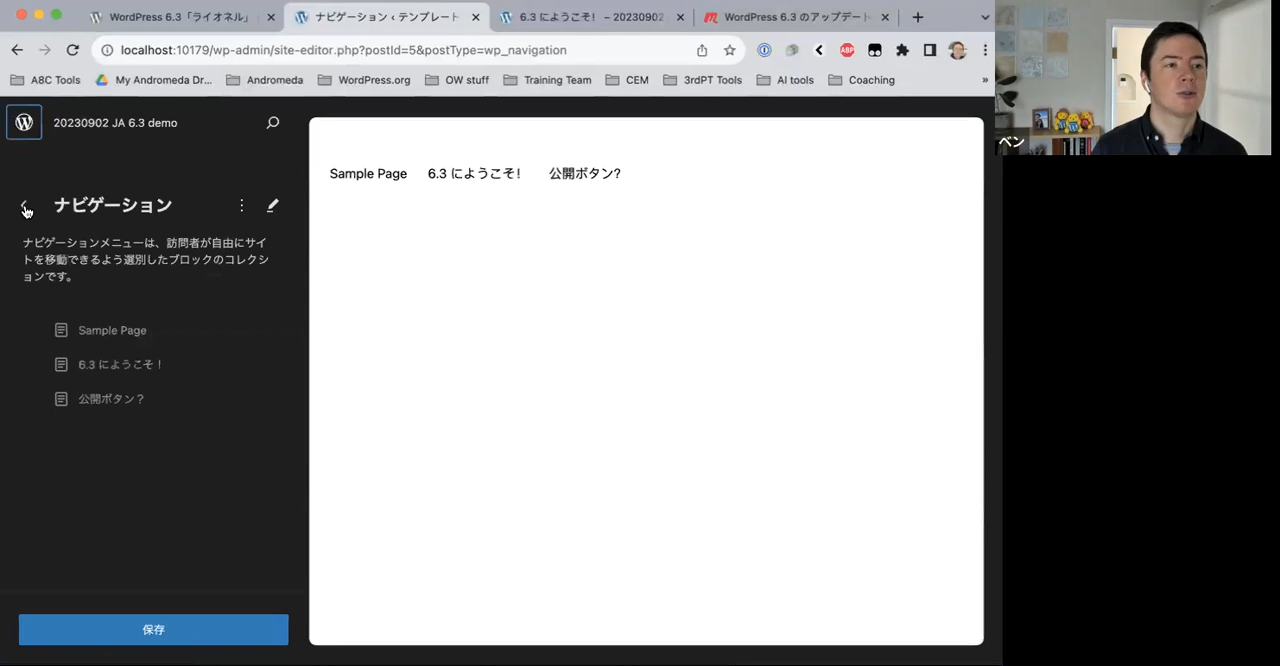 WordPress 6.3「ライオネル」
ナビゲーション ‹ テンプレート
6.3 にようこそ! – 20230902
WordPress 6.3 のアップデート
localhost:10179/wp-admin/site-editor.php?postId=5&postType=wp_navigation
A8C Tools
My Andromeda Dr...
Andromeda
WordPress.org
OW stuff
Training Team
CEM
3rdPT Tools
AI tools
Coaching
»
20230902 JA 6.3 demo
ナビゲーション
ナビゲーションメニューは、訪問者が自由にサイ
トを移動できるよう選別したブロックのコレクシ
ョンです。
Sample Page
6.3 にようこそ！
公開ボタン？
保存
Sample Page 6.3 にようこそ! 公開ボタン?
ベン
ABP